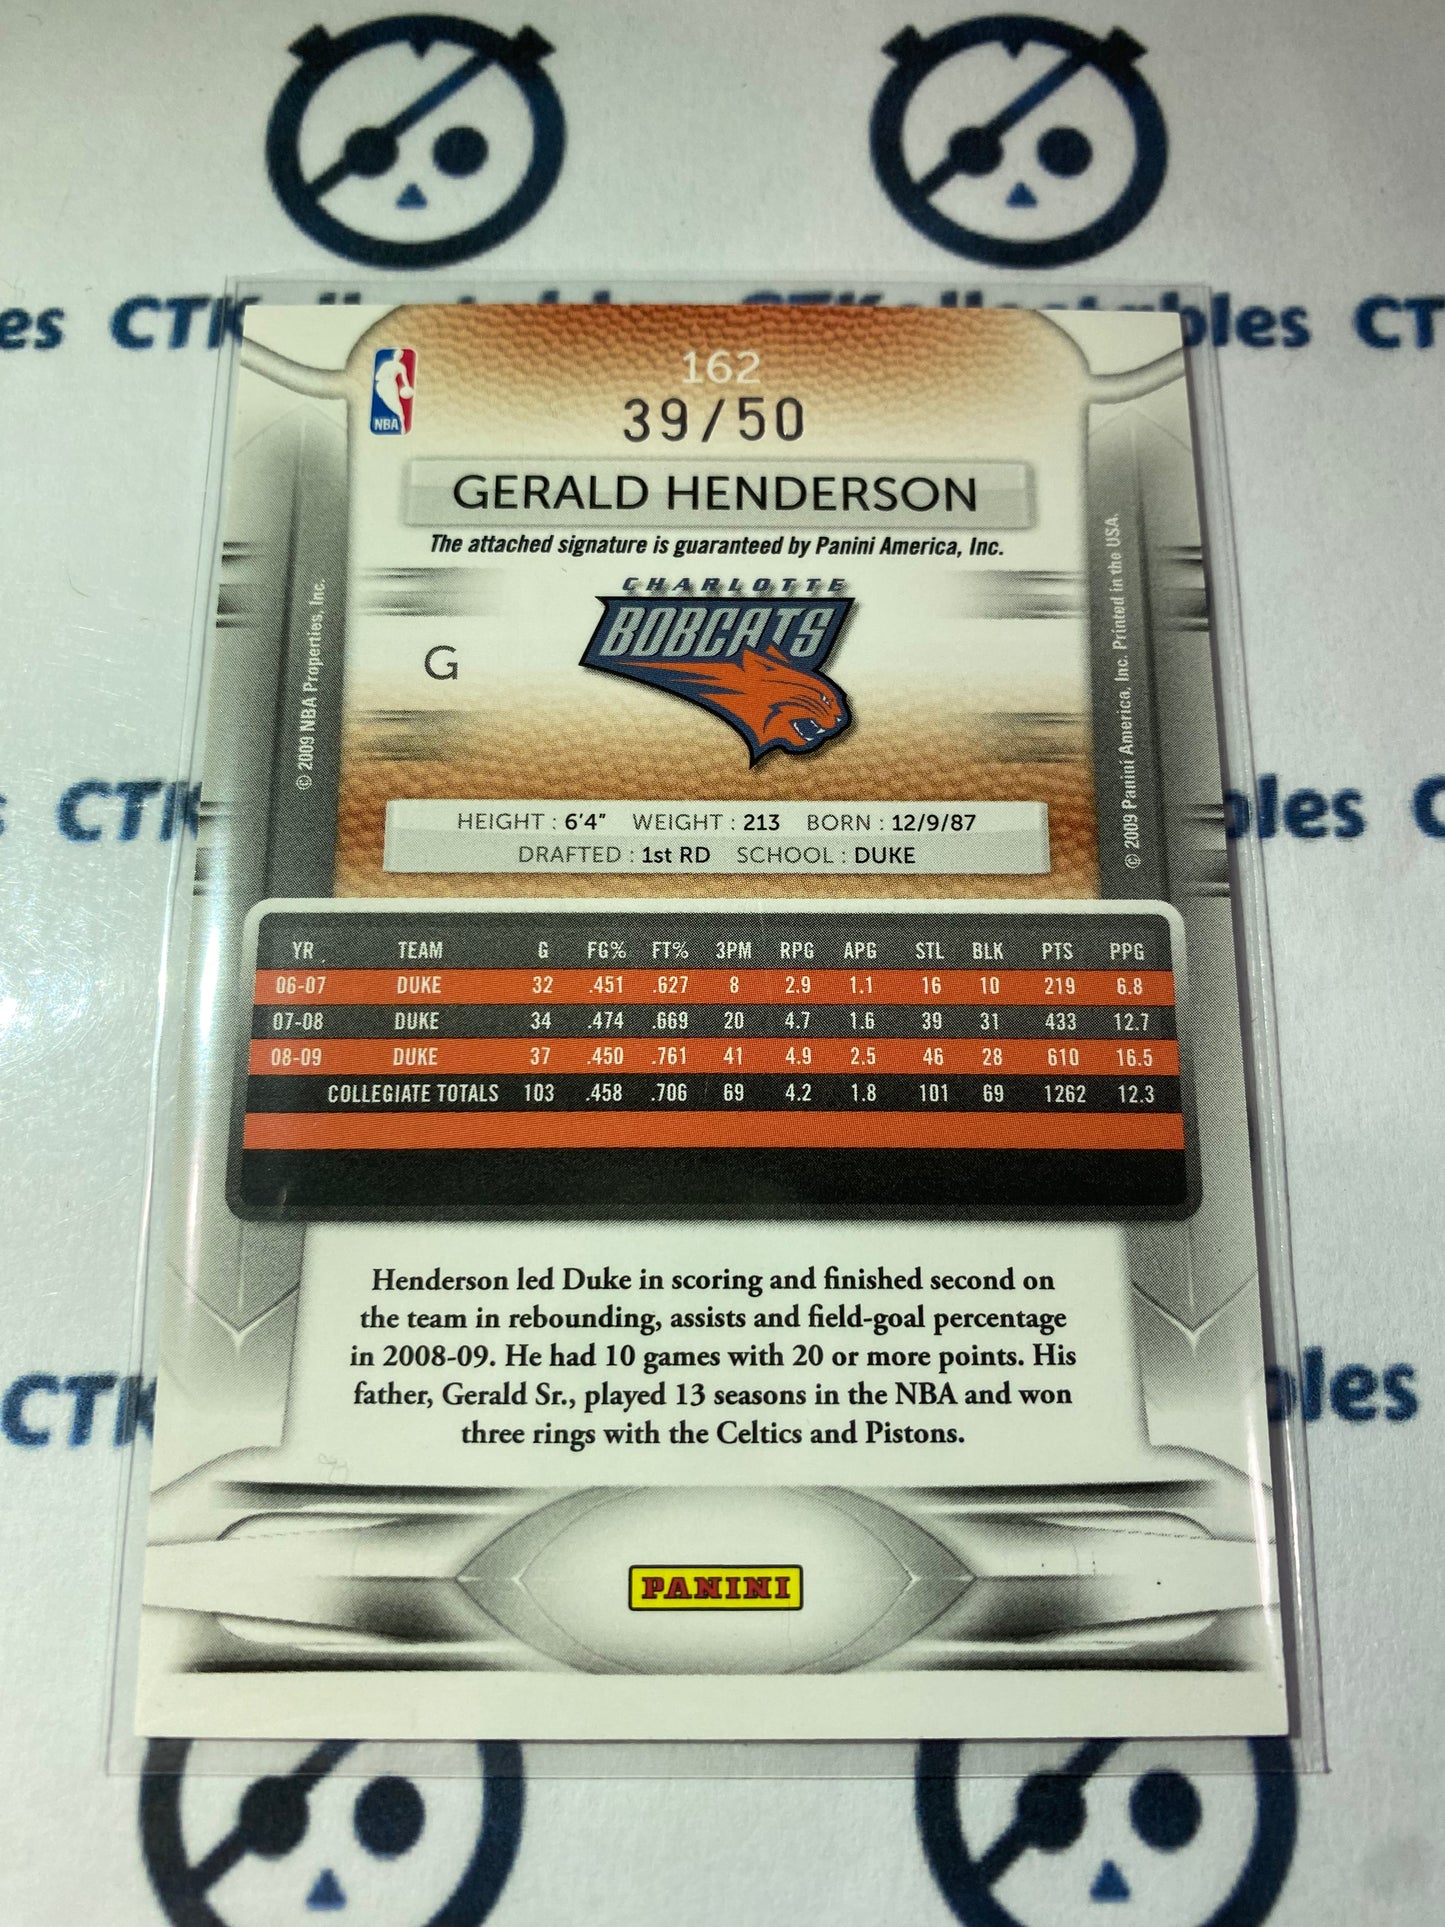 es CTKollectables CTKollectables CT
NBA
162
39/50
GERALD HENDERSON
The attached signature is guaranteed by Panini America, Inc.
CHARLOTTE
BOBCATS
G
© 2009 NBA Properties, Inc.
© 2009 Panini America, Inc. Printed in the USA.
s CTK bles C
HEIGHT : 6'4" WEIGHT : 213 BORN : 12/9/87
DRAFTED : 1st RD SCHOOL : DUKE
YR TEAM G FG% FT% 3PM RPG APG STL BLK PTS PPG
06-07 DUKE 32 .451 .627 8 2.9 1.1 16 10 219 6.8
07-08 DUKE 34 .474 .669 20 4.7 1.6 39 31 433 12.7
08-09 DUKE 37 .450 .761 41 4.9 2.5 46 28 610 16.5
COLLEGIATE TOTALS 103 .458 .706 69 4.2 1.8 101 69 1262 12.3
Henderson led Duke in scoring and finished second on
the team in rebounding, assists and field-goal percentage
in 2008-09. He had 10 games with 20 or more points. His
father, Gerald Sr., played 13 seasons in the NBA and won
three rings with the Celtics and Pistons.
CTK bles
PANINI